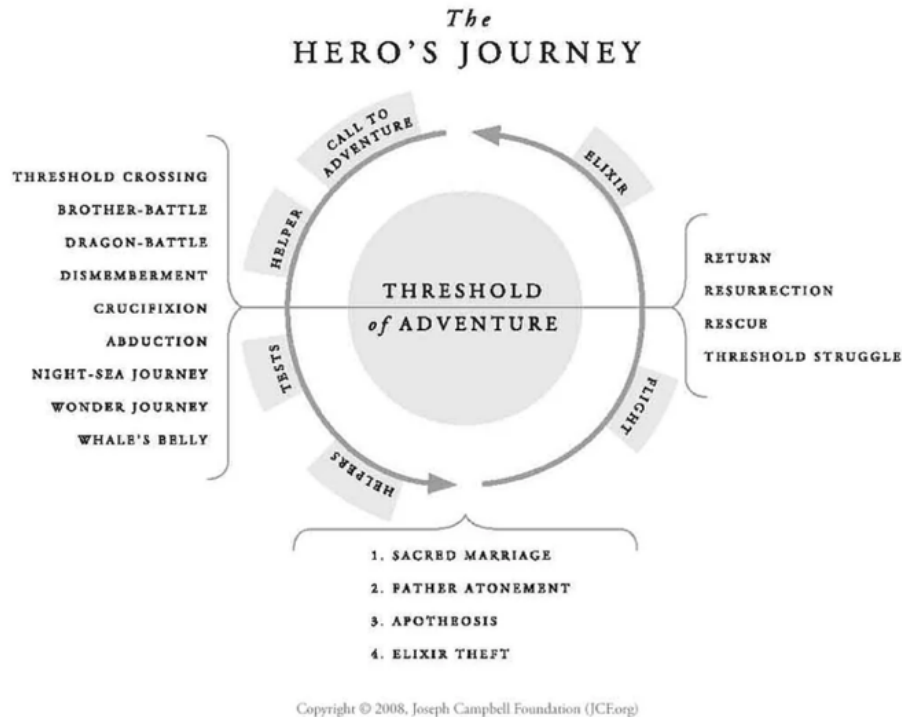 The
HERO'S JOURNEY
CALL TO
ADVENTURE
HELPER
TESTS
HELPERS
FLIGHT
ELIXIR
THRESHOLD
of ADVENTURE
THRESHOLD CROSSING
BROTHER-BATTLE
DRAGON-BATTLE
DISMEMBERMENT
CRUCIFIXION
ABDUCTION
NIGHT-SEA JOURNEY
WONDER JOURNEY
WHALE'S BELLY
RETURN
RESURRECTION
RESCUE
THRESHOLD STRUGGLE
1. SACRED MARRIAGE
2. FATHER ATONEMENT
3. APOTHEOSIS
4. ELIXIR THEFT
Copyright © 2008, Joseph Campbell Foundation (JCF.org)